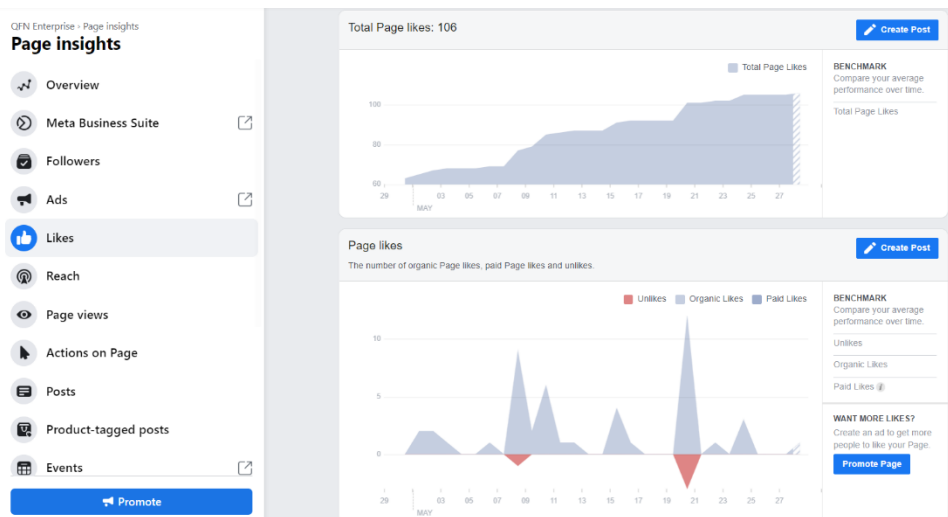 QFN Enterprise › Page insights
Page insights
Overview
Meta Business Suite
Followers
Ads
Likes
Reach
Page views
Actions on Page
Posts
Product-tagged posts
Events
Promote
Total Page likes: 106
Create Post
Total Page Likes
100
80
60
29 03 05 07 09 11 13 15 17 19 21 23 25 27
MAY
BENCHMARK
Compare your average
performance over time.
Total Page Likes
Page likes
The number of organic Page likes, paid Page likes and unlikes.
Create Post
Unlikes Organic Likes Paid Likes
10
5
0
29 03 05 07 09 11 13 15 17 19 21 23 25 27
MAY
BENCHMARK
Compare your average
performance over time.
Unlikes
Organic Likes
Paid Likes i
WANT MORE LIKES?
Create an ad to get more
people to like your Page.
Promote Page